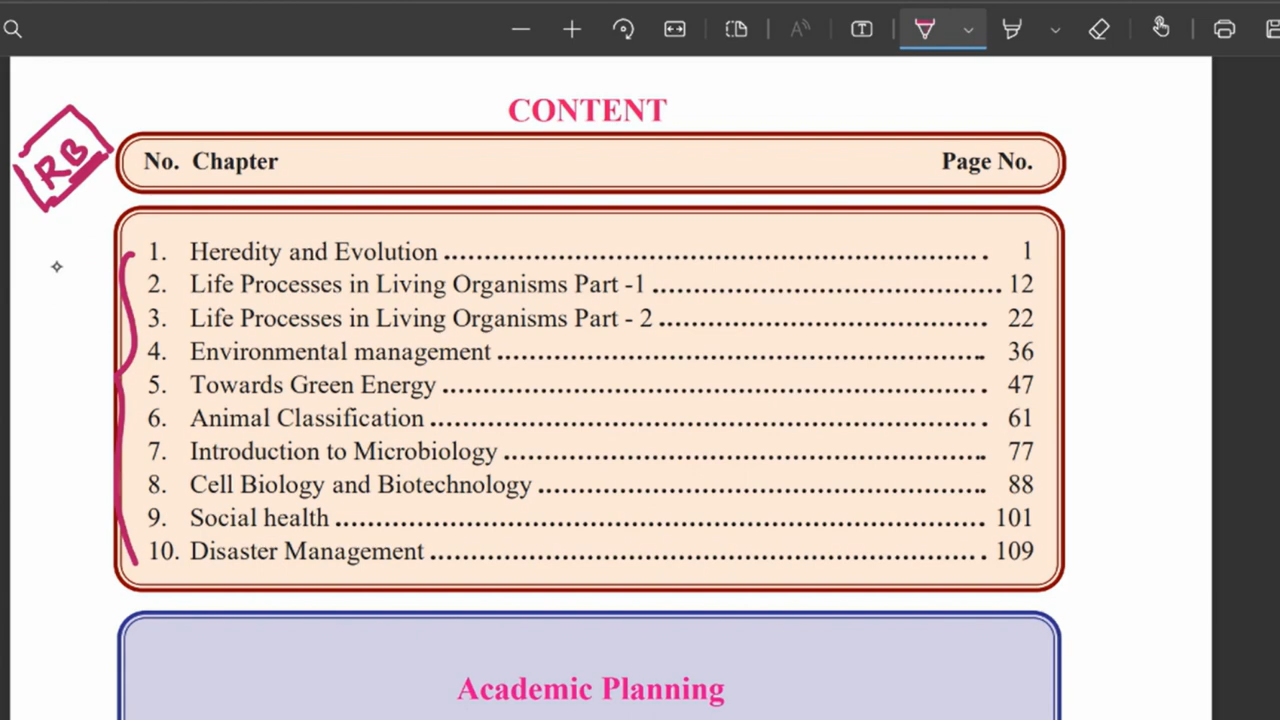 CONTENT
RB
No. Chapter Page No.
1. Heredity and Evolution ........................................................ 1
2. Life Processes in Living Organisms Part -1 ........................................ 12
3. Life Processes in Living Organisms Part - 2 ...................................... 22
4. Environmental management ................................................... 36
5. Towards Green Energy ........................................................ 47
6. Animal Classification .......................................................... 61
7. Introduction to Microbiology .................................................. 77
8. Cell Biology and Biotechnology .............................................. 88
9. Social health .................................................................... 101
10. Disaster Management .......................................................... 109
Academic Planning